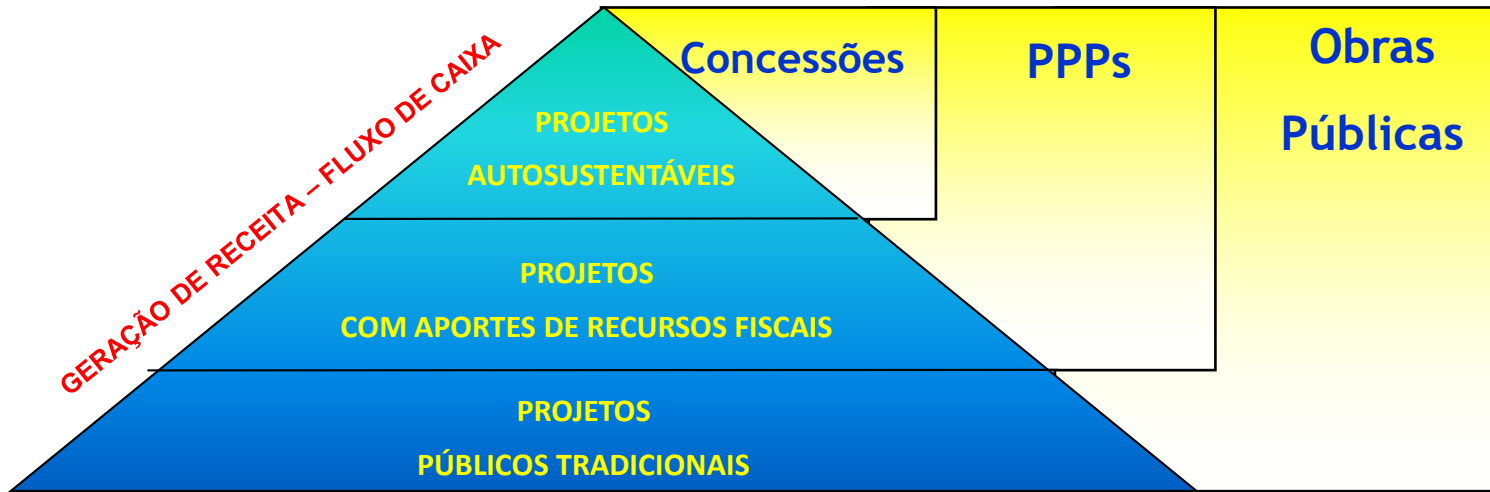 GERAÇÃO DE RECEITA – FLUXO DE CAIXA
Concessões
PPPs
Obras
Públicas
PROJETOS
AUTOSUSTENTÁVEIS
PROJETOS
COM APORTES DE RECURSOS FISCAIS
PROJETOS
PÚBLICOS TRADICIONAIS